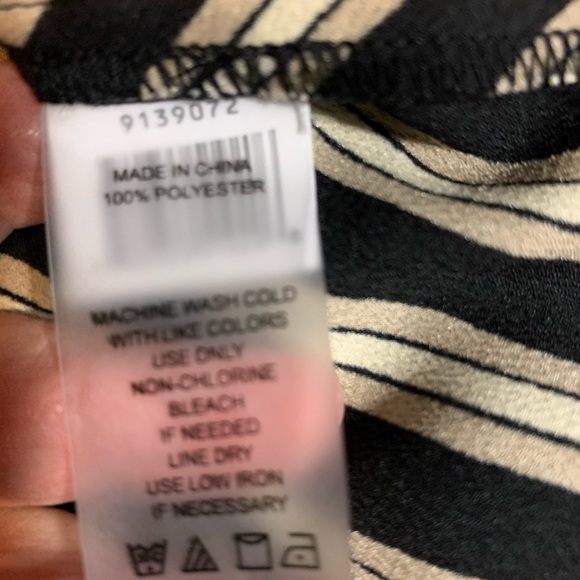 9139072
MADE IN CHINA
100% POLYESTER
MACHINE WASH COLD
WITH LIKE COLORS
USE ONLY
NON-CHLORINE
BLEACH
IF NEEDED
LINE DRY
USE LOW IRON
IF NECESSARY